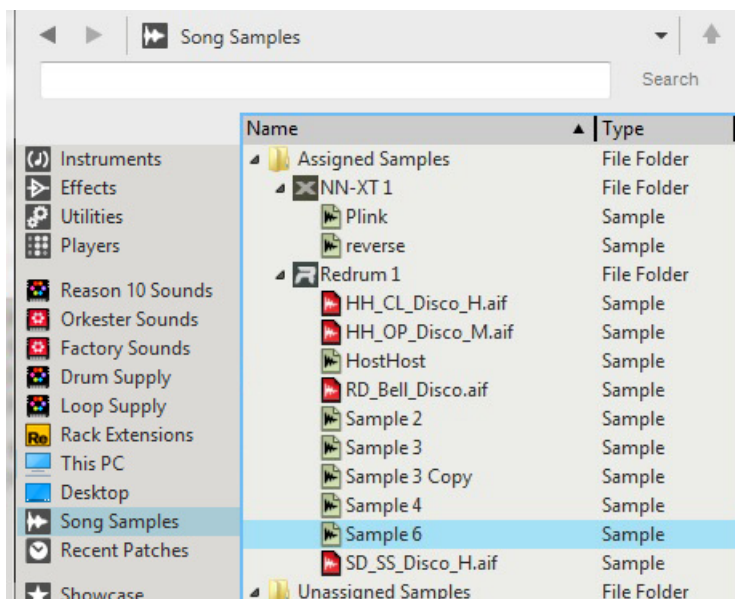 Song Samples
Search
Name Type
Instruments
Effects
Utilities
Players
Reason 10 Sounds
Orkester Sounds
Factory Sounds
Drum Supply
Loop Supply
Re Rack Extensions
This PC
Desktop
Song Samples
Recent Patches
Showcase
Assigned Samples File Folder
NN-XT 1 File Folder
Plink Sample
reverse Sample
Redrum 1 File Folder
HH_CL_Disco_H.aif Sample
HH_OP_Disco_M.aif Sample
HostHost Sample
RD_Bell_Disco.aif Sample
Sample 2 Sample
Sample 3 Sample
Sample 3 Copy Sample
Sample 4 Sample
Sample 6 Sample
SD_SS_Disco_H.aif Sample
Unassigned Samples File Folder